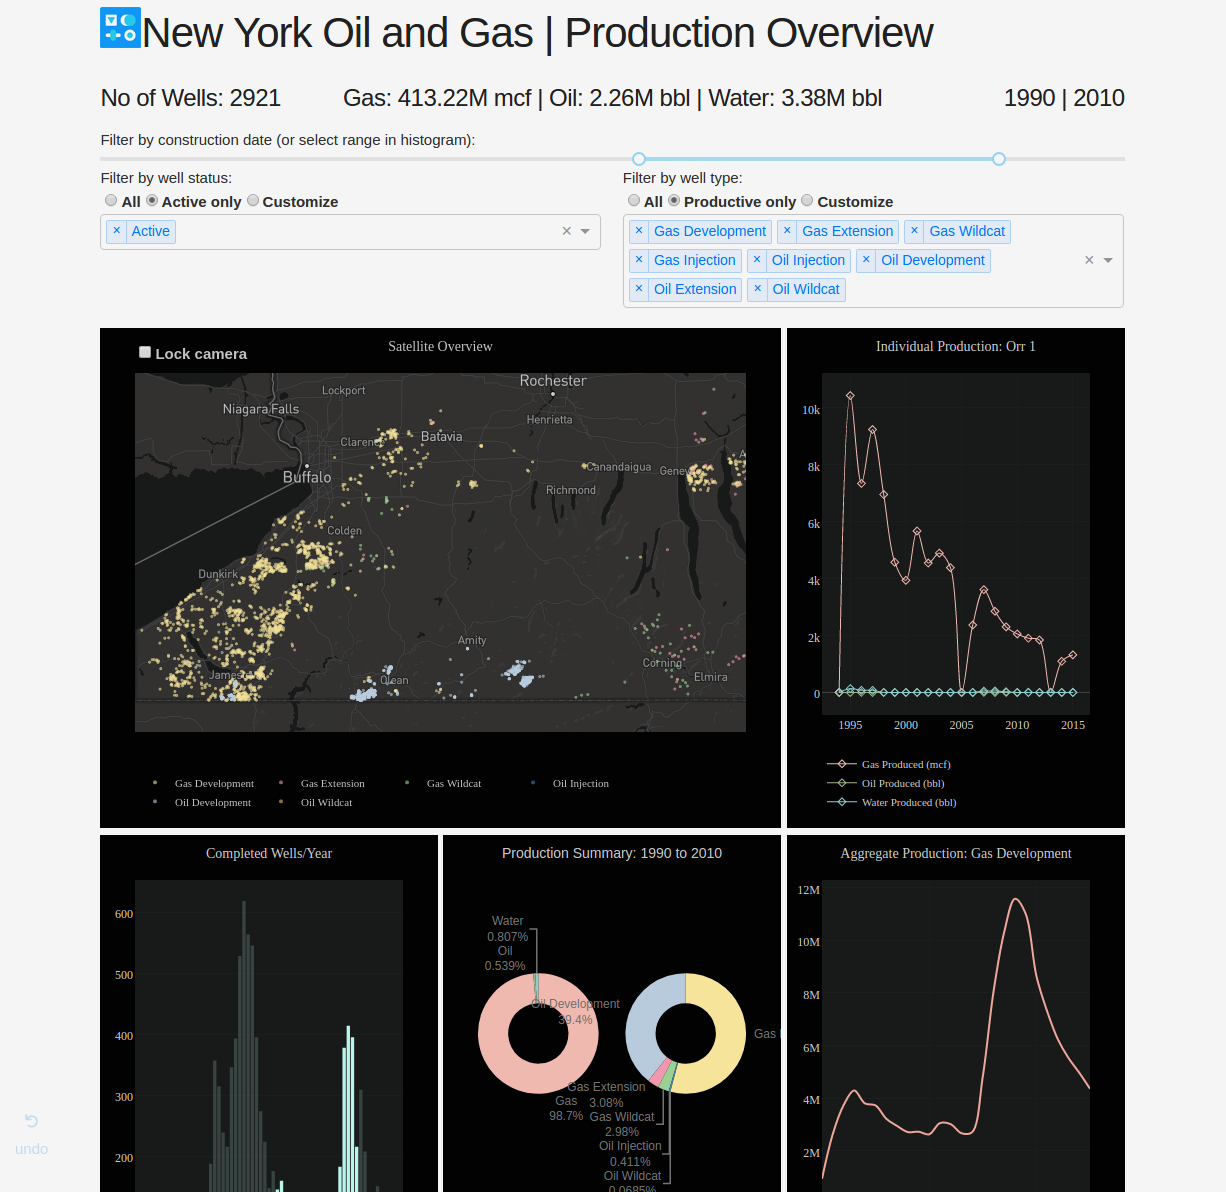 New York Oil and Gas | Production Overview
No of Wells: 2921
Gas: 413.22M mcf | Oil: 2.26M bbl | Water: 3.38M bbl
1990 | 2010
Filter by construction date (or select range in histogram):
Filter by well status:
All Active only Customize
× Active
×
Filter by well type:
All Productive only Customize
× Gas Development × Gas Extension × Gas Wildcat
× Gas Injection × Oil Injection × Oil Development
×
× Oil Extension × Oil Wildcat
Lock camera
Satellite Overview
Rochester
Lockport
Niagara Falls
Henrietta
Clarence
Batavia
Buffalo
Canandaigua
Richmond
Colden
Dunkirk
Amity
Corning
Elmira
Olean
Gas Development
Gas Extension
Gas Wildcat
Oil Injection
Oil Development
Oil Wildcat
Individual Production: Orr 1
10k
8k
6k
4k
2k
0
1995 2000 2005 2010 2015
Gas Produced (mcf)
Oil Produced (bbl)
Water Produced (bbl)
Completed Wells/Year
600
500
400
300
200
Production Summary: 1990 to 2010
Water
0.807%
Oil
0.539%
Oil Development
39.4%
Gas
Gas Extension
3.08%
Gas
98.7%
Gas Wildcat
2.98%
Oil Injection
0.411%
Oil Wildcat
0.0685%
Aggregate Production: Gas Development
12M
10M
8M
6M
4M
2M
undo